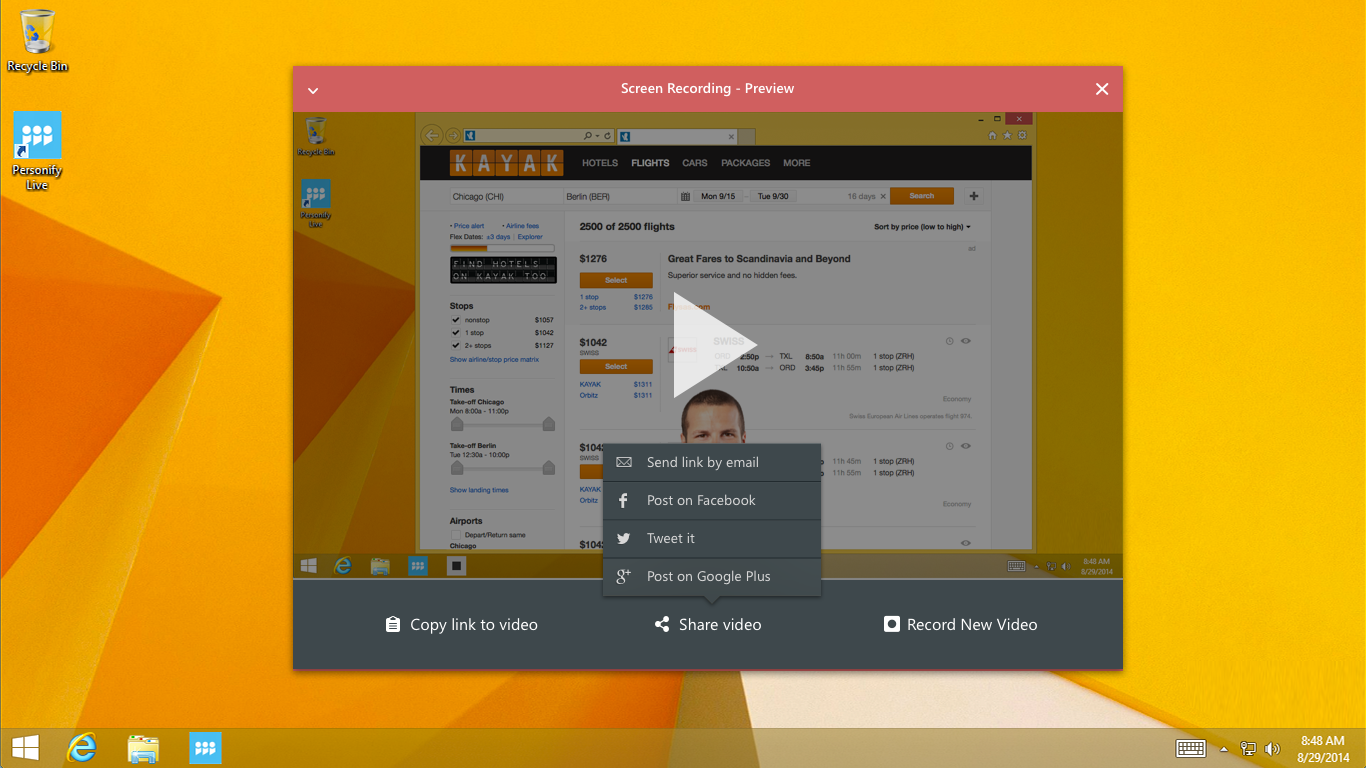 Recycle Bin
Personify
Live
Screen Recording - Preview
Recycle Bin
Personify
Live
KAYAK
HOTELS FLIGHTS CARS PACKAGES MORE
Chicago (CHI) Berlin (BER) Mon 9/15 Tue 9/30 16 days Search
• Price alert • Airline fees
Flex Dates: ±3 days | Explorer
FIND HOTELS
ON KAYAK TOO
Stops
nonstop $1057
1 stop $1042
2+ stops $1127
Show airline/stop price matrix
Times
Take-off Chicago
Mon 8:00a - 11:00p
Take-off Berlin
Tue 12:30a - 10:00p
Show landing times
Airports
Depart/Return same
Chicago
2500 of 2500 flights Sort by price (low to high)
ad
$1276 Great Fares to Scandinavia and Beyond
Select Superior service and no hidden fees.
1 stop $1276
2+ stops $1285
$1042 SWISS
SWISS
Select
KAYAK $1311
Orbitz $1311
2:50p → TXL 8:50a 11h 00m 1 stop (ZRH)
10:50a → ORD 3:45p 11h 55m 1 stop (ZRH)
Economy
Swiss European Air Lines operates flight 974.
SWISS
KAYAK
Orbitz
11h 45m 1 stop (ZRH)
11h 55m 1 stop (ZRH)
Economy
8:48 AM
8/29/2014
Send link by email
Post on Facebook
Tweet it
Post on Google Plus
Copy link to video Share video Record New Video
8:48 AM
8/29/2014